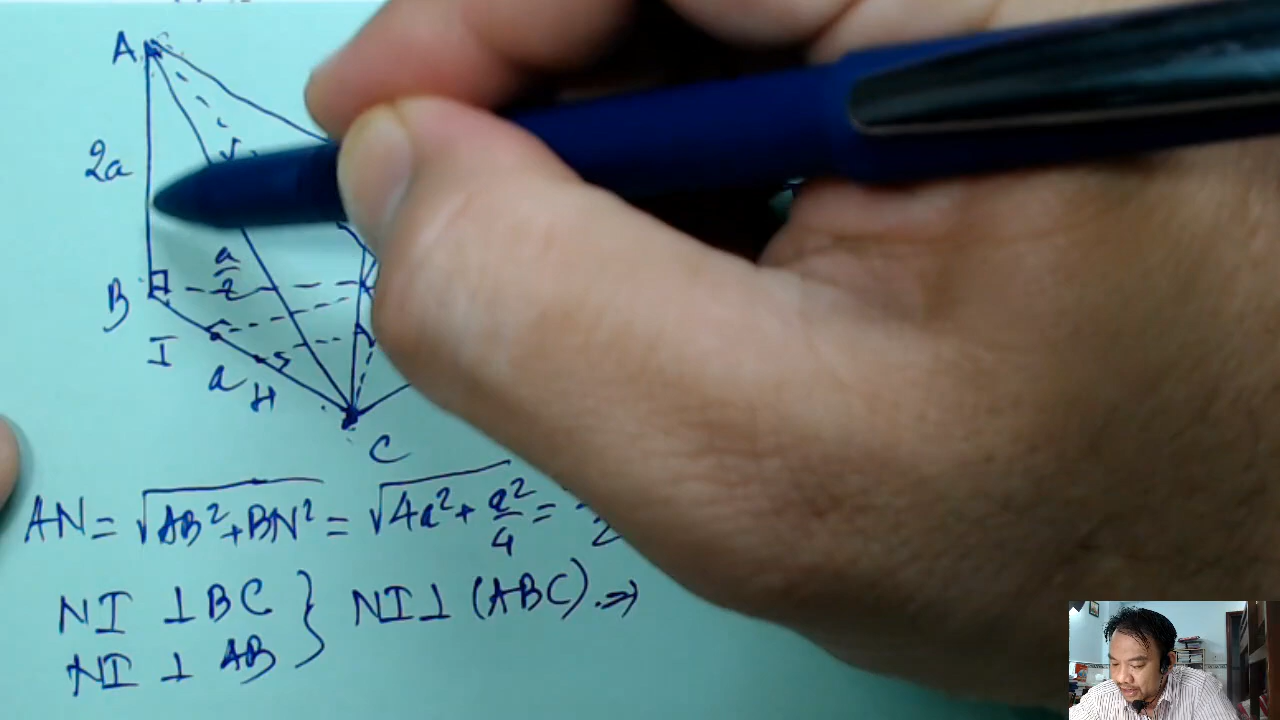 A
2a
a/2
B
I
a
H
C
AN = √(AB² + BN²) = √(4a² + a²/4) =
NI ⊥ BC } NI ⊥ (ABC). ⇒
NI ⊥ AB